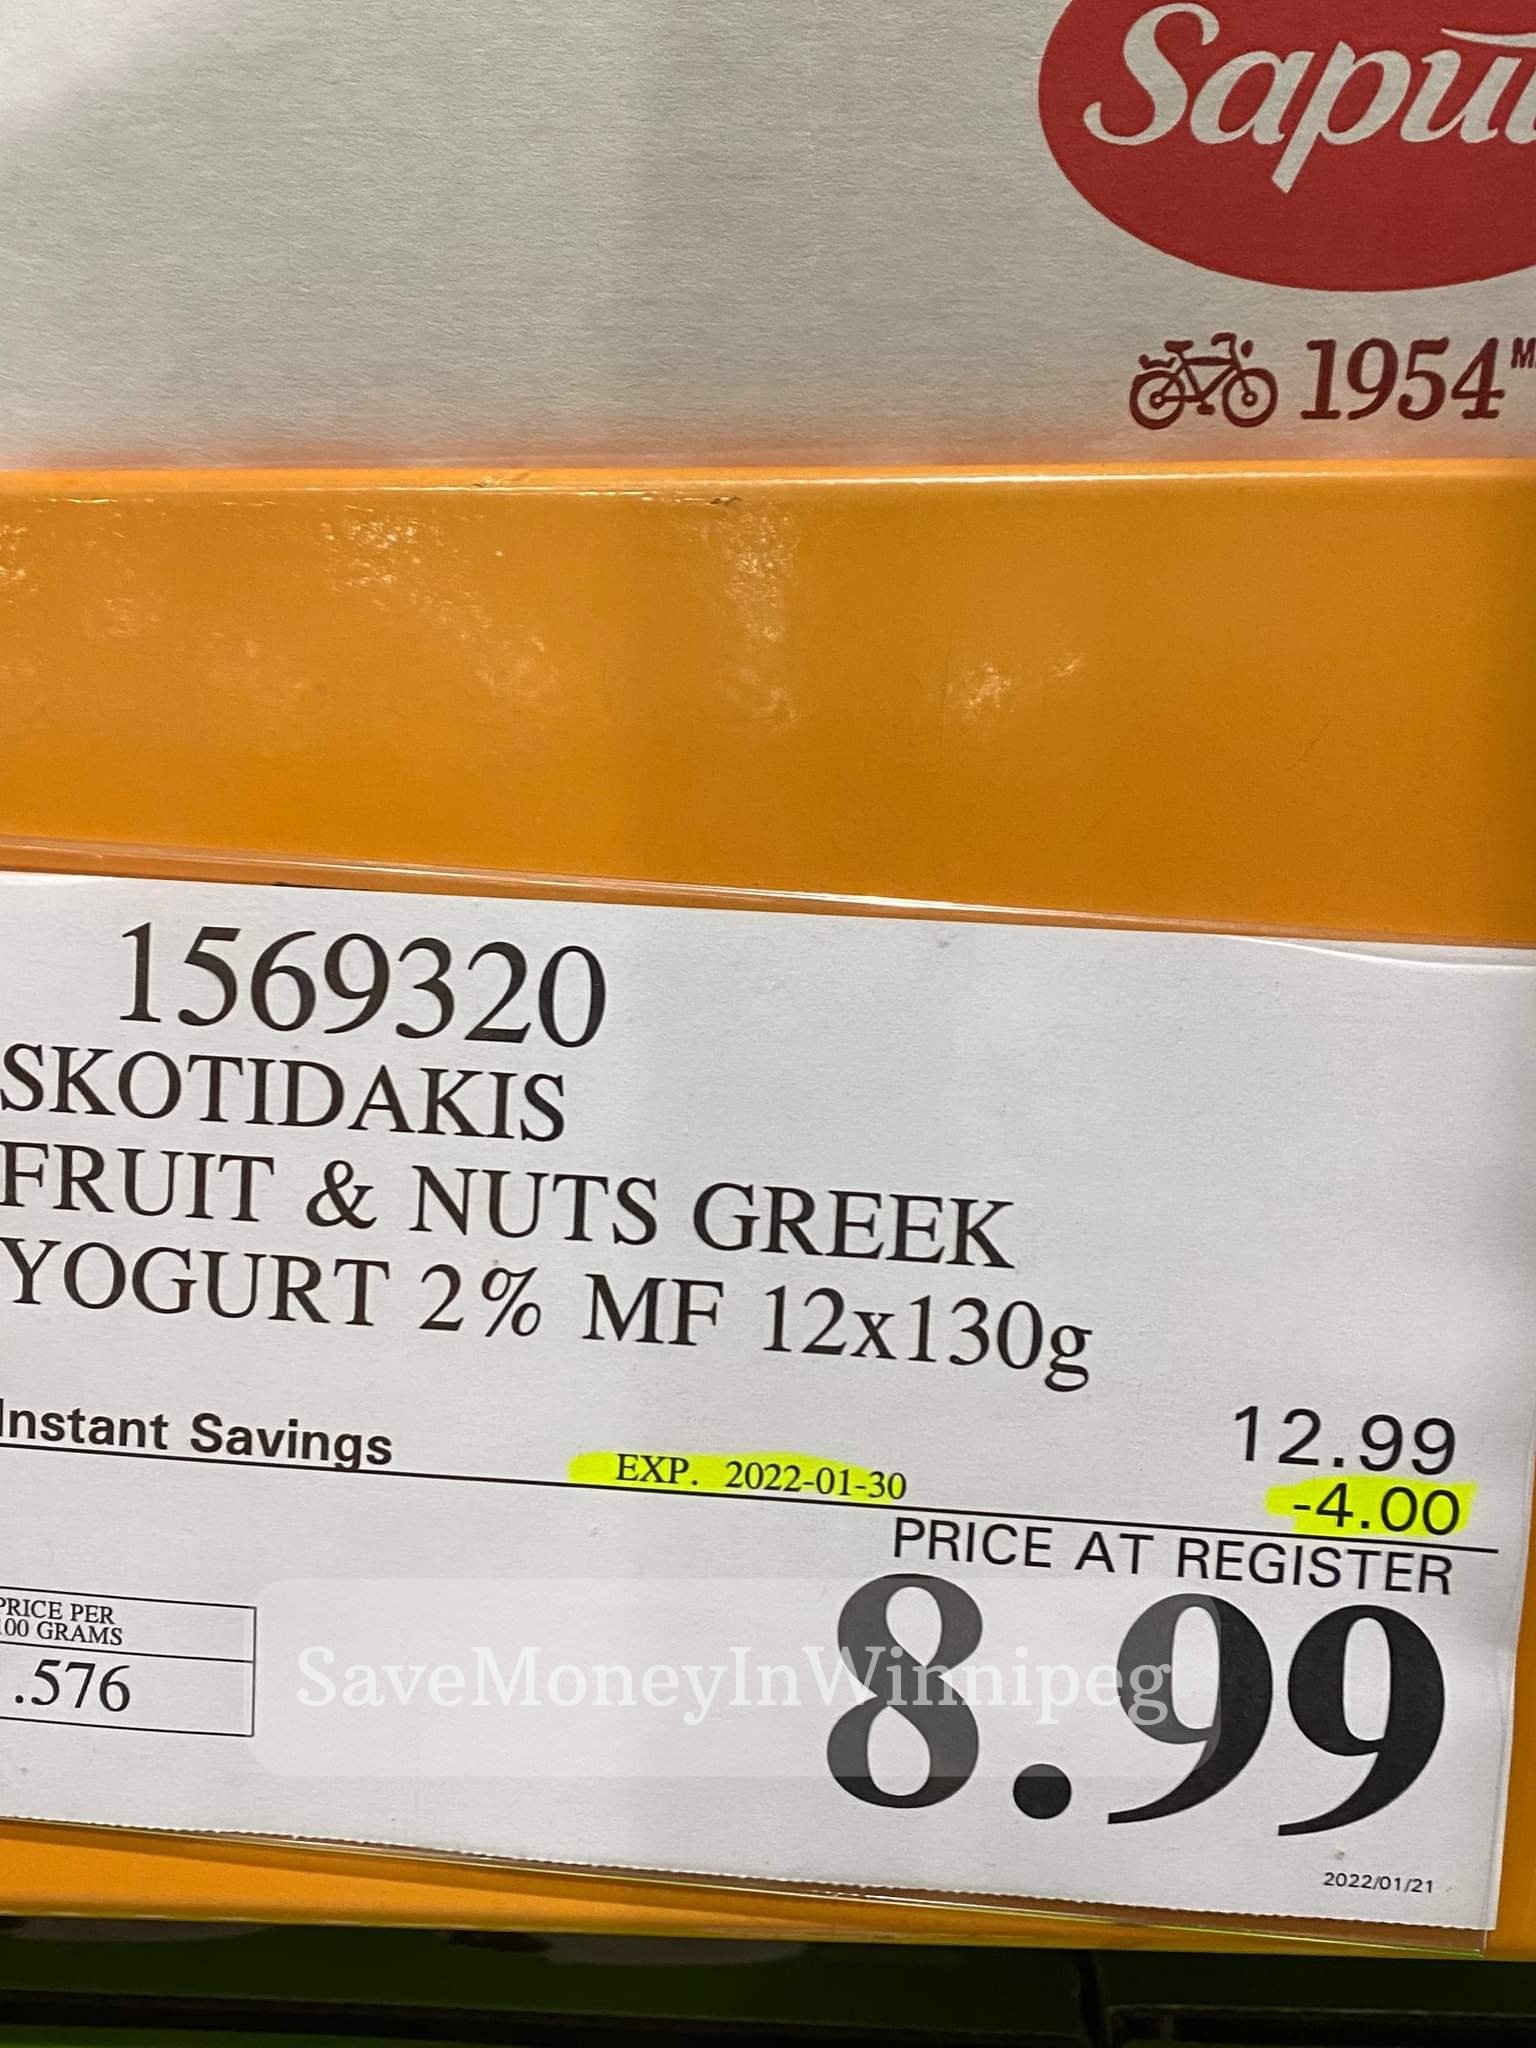 1954
1569320
SKOTIDAKIS
FRUIT & NUTS GREEK
YOGURT 2% MF 12x130g
Instant Savings
EXP. 2022-01-30
12.99
-4.00
PRICE AT REGISTER
8.99
PRICE PER
100 GRAMS
.576
SaveMoneyInWinnipeg
2022/01/21